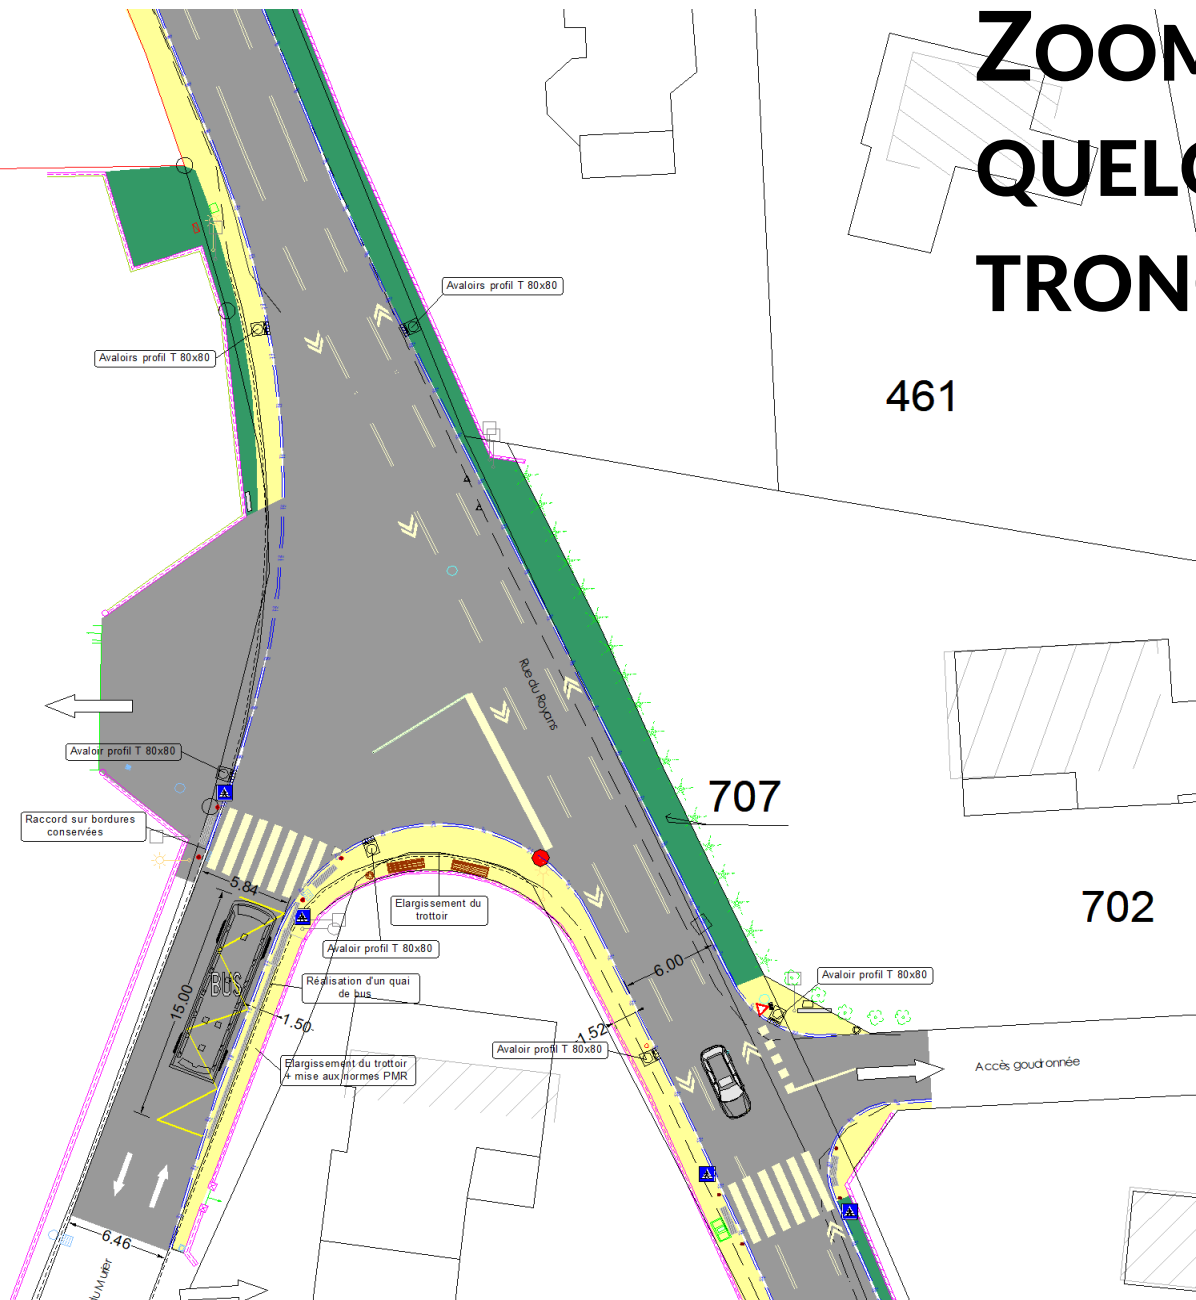 ZOOM
QUELQ
TRON
Avaloirs profil T 80x80
Avaloirs profil T 80x80
461
Rue du Royans
Avaloir profil T 80x80
707
Raccord sur bordures
conservées
5.84
Elargissement du
trottoir
702
Avaloir profil T 80x80
6.00
Avaloir profil T 80x80
BUS
Réalisation d'un quai
de bus
15.00
1.50
1.52
Avaloir profil T 80x80
Elargissement du trottoir
+ mise aux normes PMR
Accès goudronnée
6.46
du Murier